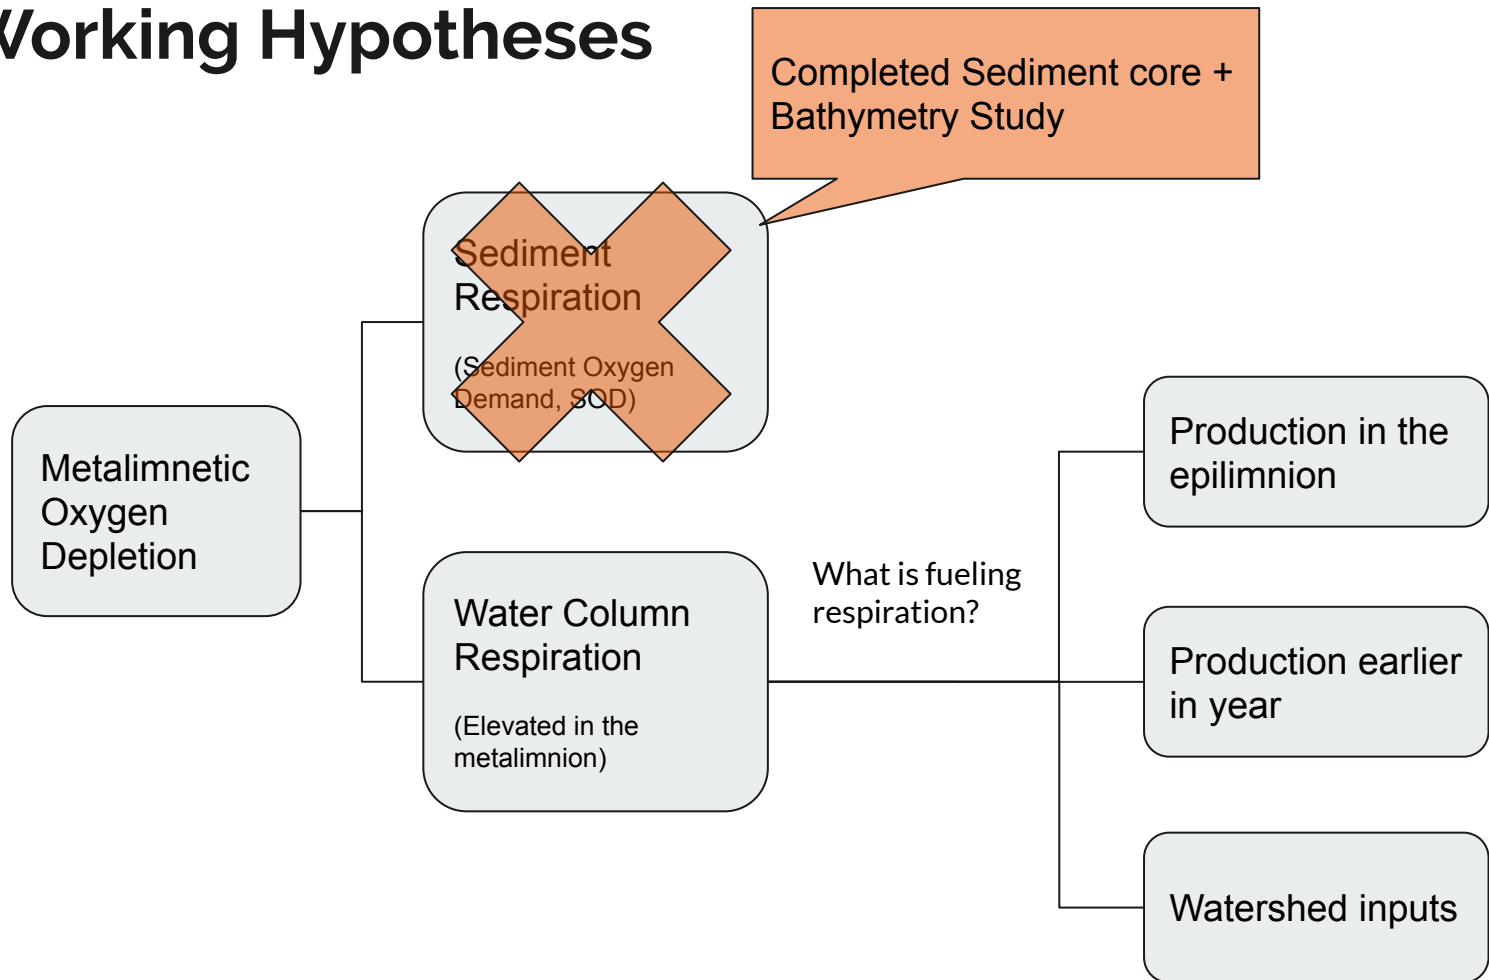 Working Hypotheses
Completed Sediment core +
Bathymetry Study
Sediment
Respiration
(Sediment Oxygen
Demand, SOD)
Metalimnetic
Oxygen
Depletion
Water Column
Respiration
(Elevated in the
metalimnion)
What is fueling
respiration?
Production in the
epilimnion
Production earlier
in year
Watershed inputs